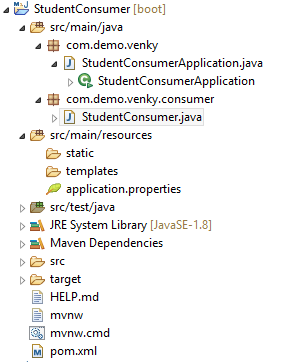 StudentConsumer [boot]
src/main/java
com.demo.venky
StudentConsumerApplication.java
StudentConsumerApplication
com.demo.venky.consumer
StudentConsumer.java
src/main/resources
static
templates
application.properties
src/test/java
JRE System Library [JavaSE-1.8]
Maven Dependencies
src
target
HELP.md
mvnw
mvnw.cmd
pom.xml